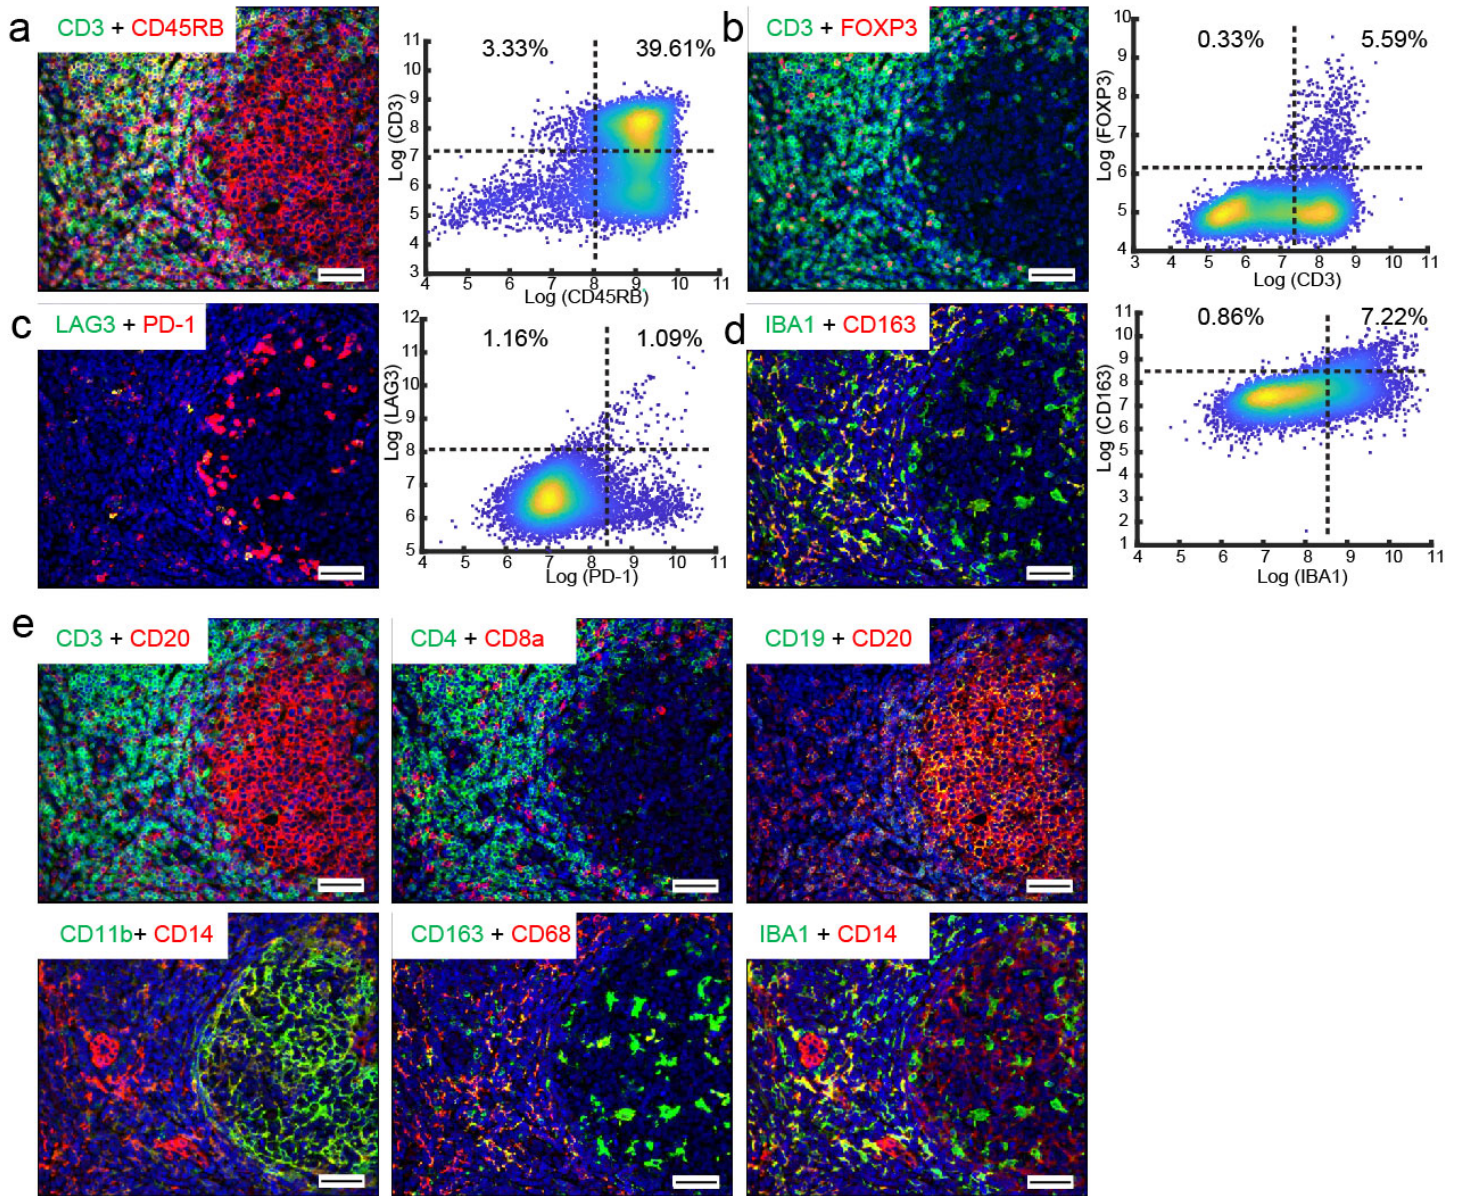 a
CD3 + CD45RB
3.33%
39.61%
Log (CD3)
11
10
9
8
7
6
5
4
3
4 5 6 7 8 9 10 11
Log (CD45RB)
b
CD3 + FOXP3
0.33%
5.59%
Log (FOXP3)
10
9
8
7
6
5
4
3 4 5 6 7 8 9 10 11
Log (CD3)
c
LAG3 + PD-1
1.16%
1.09%
Log (LAG3)
12
11
10
9
8
7
6
5
4 5 6 7 8 9 10 11
Log (PD-1)
d
IBA1 + CD163
0.86%
7.22%
Log (CD163)
11
10
9
8
7
6
5
4
3
2
1
4 5 6 7 8 9 10 11
Log (IBA1)
e
CD3 + CD20
CD4 + CD8a
CD19 + CD20
CD11b+ CD14
CD163 + CD68
IBA1 + CD14